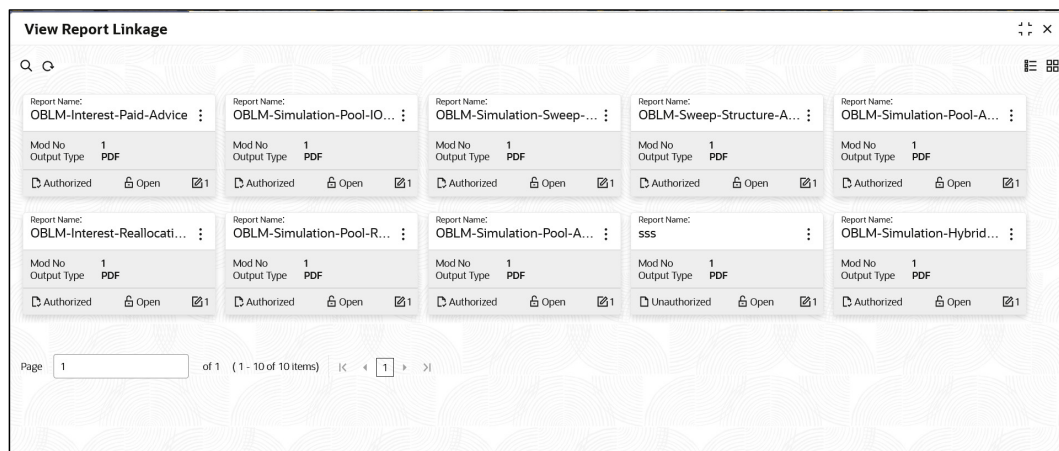 View Report Linkage
Report Name: Report Name: Report Name: Report Name: Report Name:
OBLM-Interest-Paid-Advice OBLM-Simulation-Pool-IO... OBLM-Simulation-Sweep-... OBLM-Sweep-Structure-A... OBLM-Simulation-Pool-A...
Mod No 1 Mod No 1 Mod No 1 Mod No 1 Mod No 1
Output Type PDF Output Type PDF Output Type PDF Output Type PDF Output Type PDF
Authorized Open 1 Authorized Open 1 Authorized Open 1 Authorized Open 1 Authorized Open 1
Report Name: Report Name: Report Name: Report Name: Report Name:
OBLM-Interest-Reallocati... OBLM-Simulation-Pool-R... OBLM-Simulation-Pool-A... sss OBLM-Simulation-Hybrid...
Mod No 1 Mod No 1 Mod No 1 Mod No 1 Mod No 1
Output Type PDF Output Type PDF Output Type PDF Output Type PDF Output Type PDF
Authorized Open 1 Authorized Open 1 Authorized Open 1 Unauthorized Open 1 Authorized Open 1
Page 1 of 1 (1 - 10 of 10 items) 1